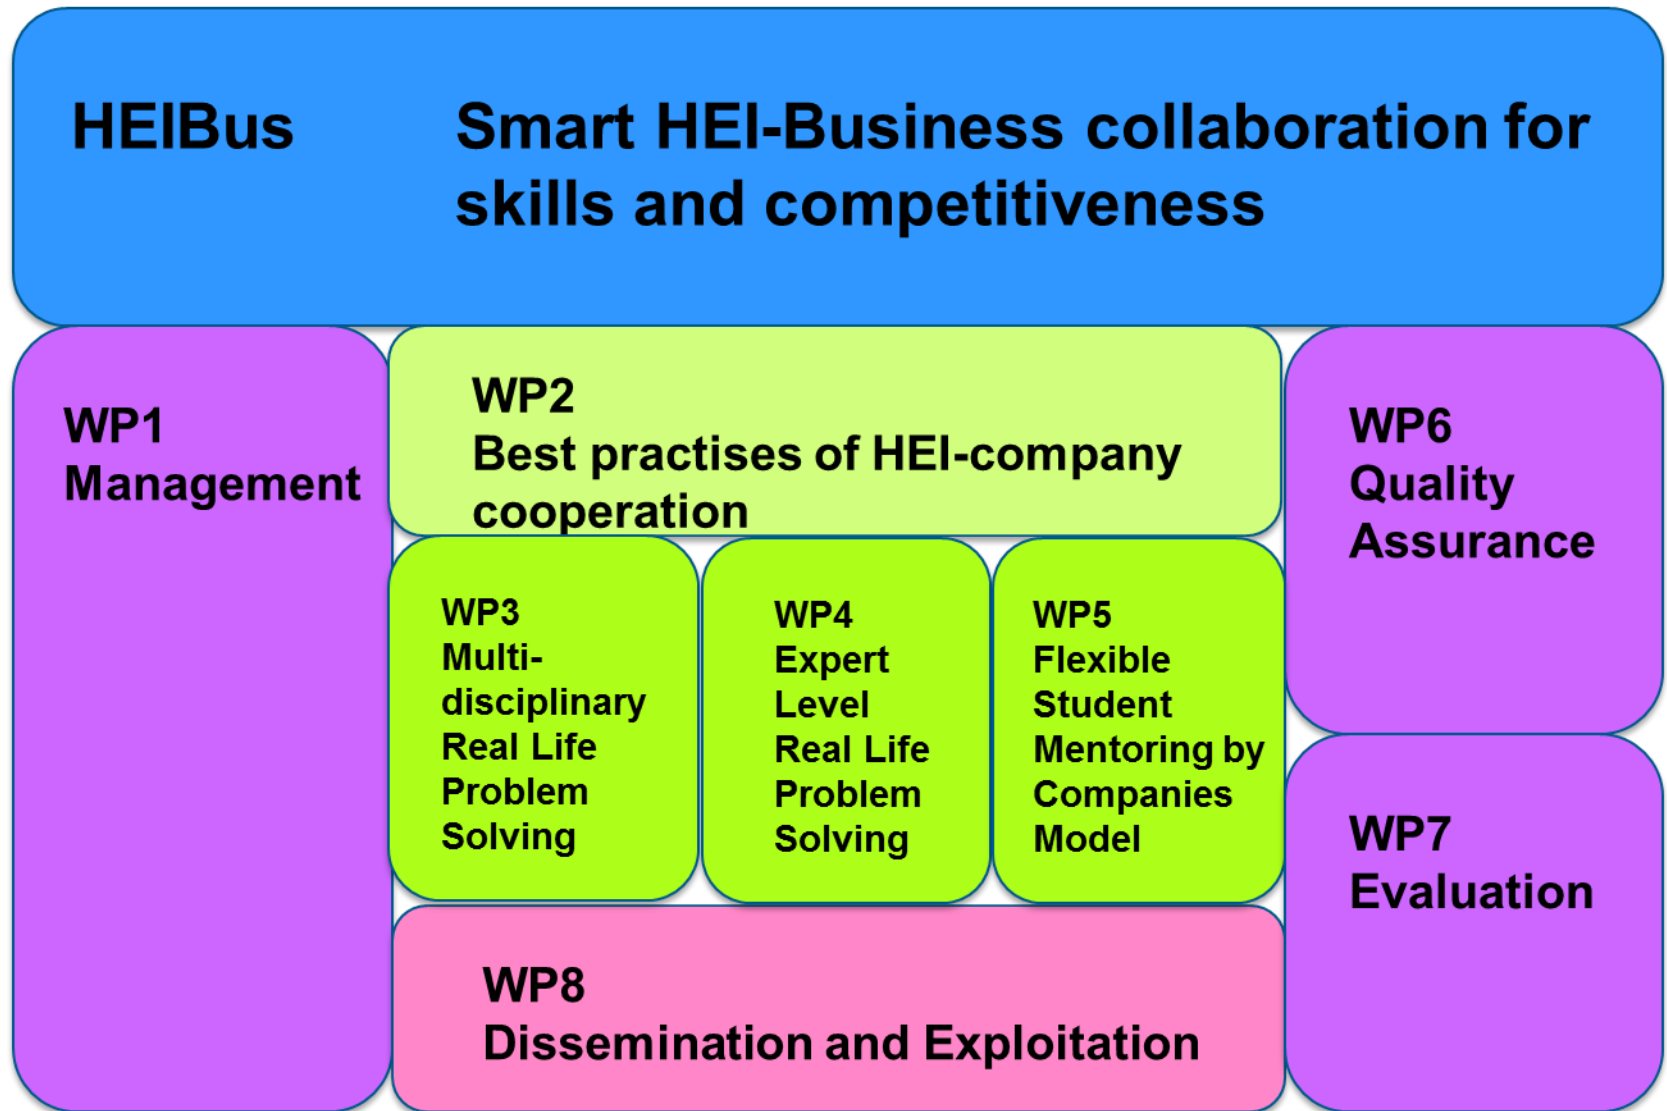 HEIBus Smart HEI-Business collaboration for
skills and competitiveness
WP1
Management
WP2
Best practises of HEI-company
cooperation
WP3
Multi-
disciplinary
Real Life
Problem
Solving
WP4
Expert
Level
Real Life
Problem
Solving
WP5
Flexible
Student
Mentoring by
Companies
Model
WP6
Quality
Assurance
WP7
Evaluation
WP8
Dissemination and Exploitation